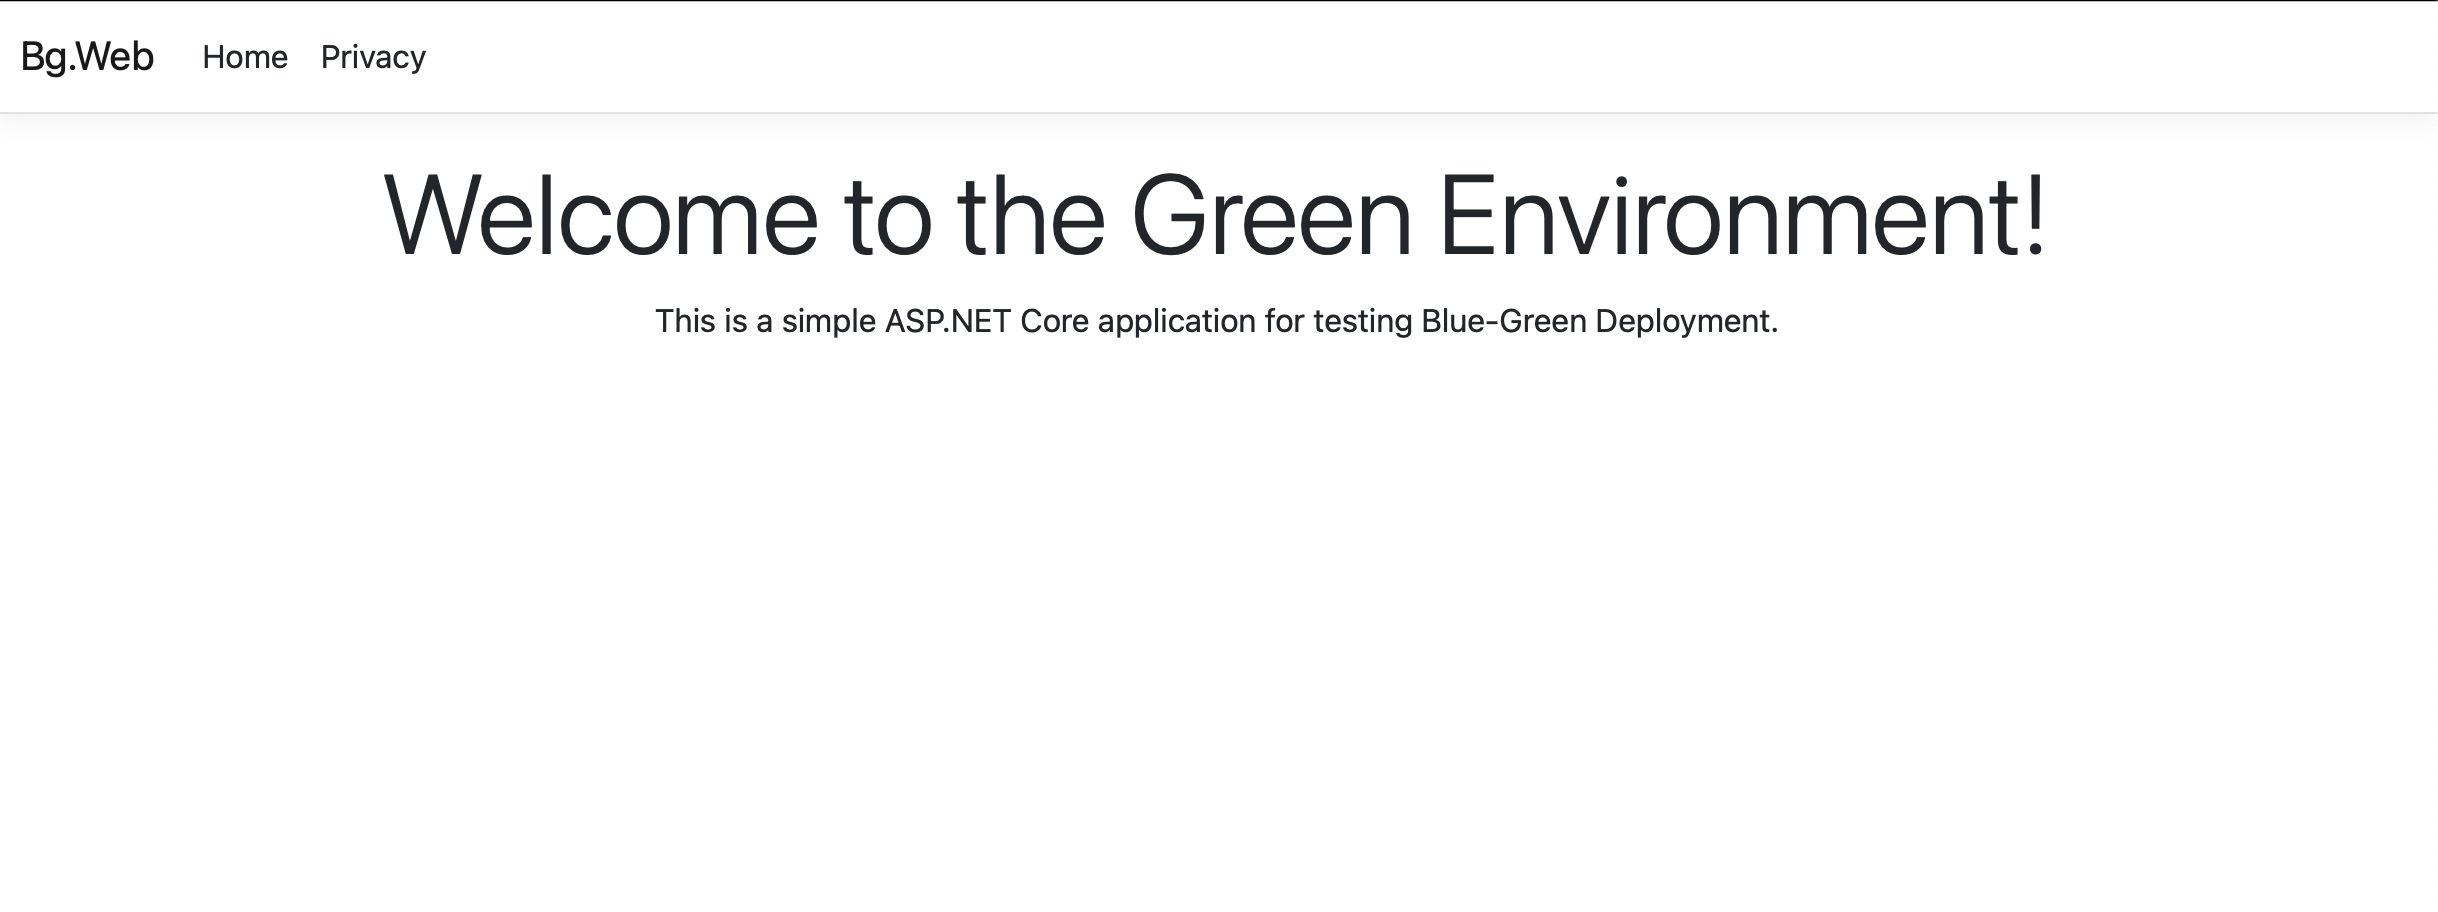 Bg.Web Home Privacy
Welcome to the Green Environment!
This is a simple ASP.NET Core application for testing Blue-Green Deployment.